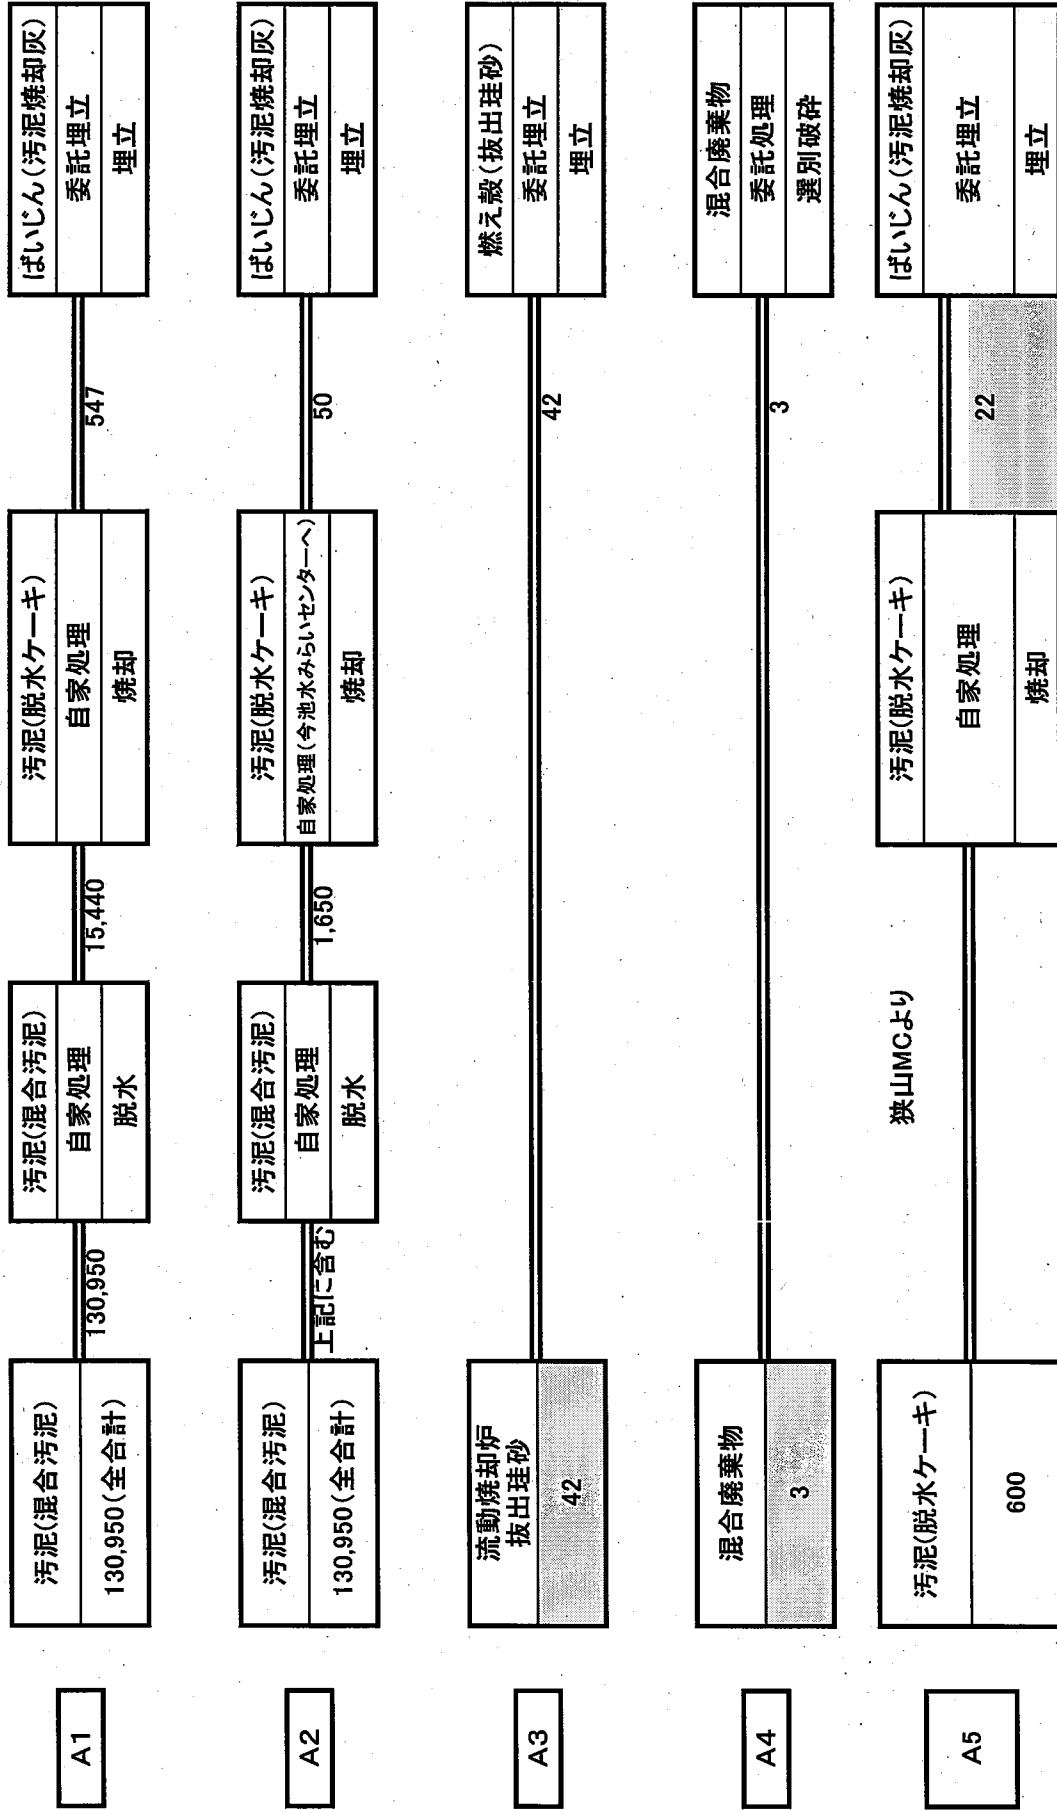 A1
汚泥(混合汚泥)
130,950(全合計)
130,950
汚泥(混合汚泥)
自家処理
脱水
15,440
汚泥(脱水ケーキ)
自家処理
焼却
547
ばいじん(汚泥焼却灰)
委託埋立
埋立
A2
汚泥(混合汚泥)
130,950(全合計)
上記に含む
汚泥(混合汚泥)
自家処理
脱水
1,650
汚泥(脱水ケーキ)
自家処理(今池水みらいセンターへ)
焼却
50
ばいじん(汚泥焼却灰)
委託埋立
埋立
A3
流動焼却炉
抜出珪砂
42
42
燃え殻(抜出珪砂)
委託埋立
埋立
A4
混合廃棄物
3
3
混合廃棄物
委託処理
選別破砕
A5
汚泥(脱水ケーキ)
600
狭山MCより
汚泥(脱水ケーキ)
自家処理
焼却
22
ばいじん(汚泥焼却灰)
委託埋立
埋立